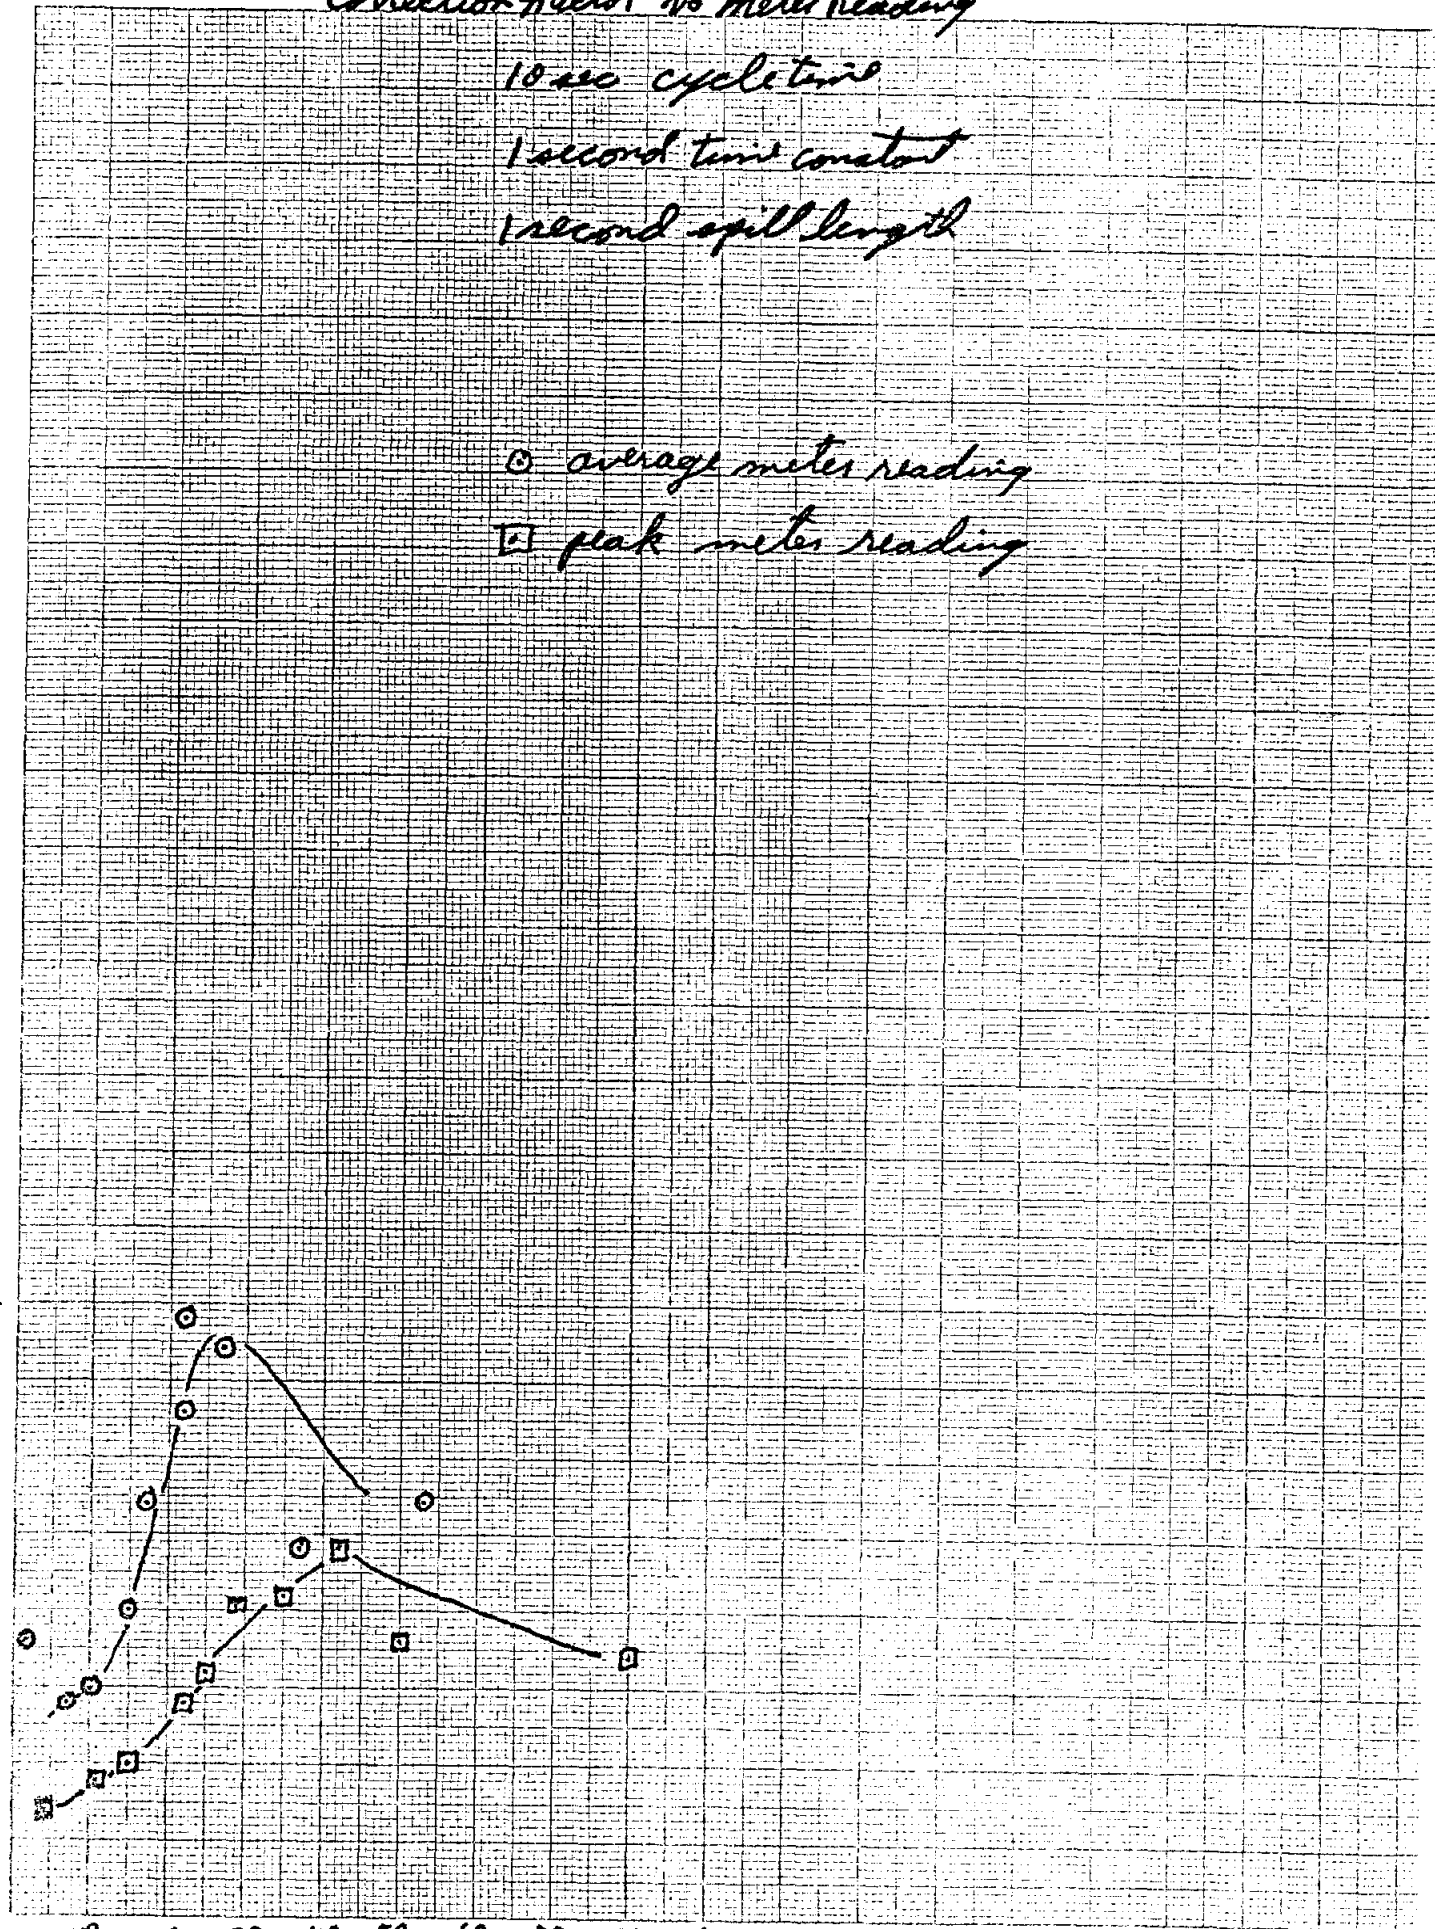 Correction Factor vs Meter Reading
10 sec cycle time
1 second time constant
1 second spill length
average meter reading
peak meter reading